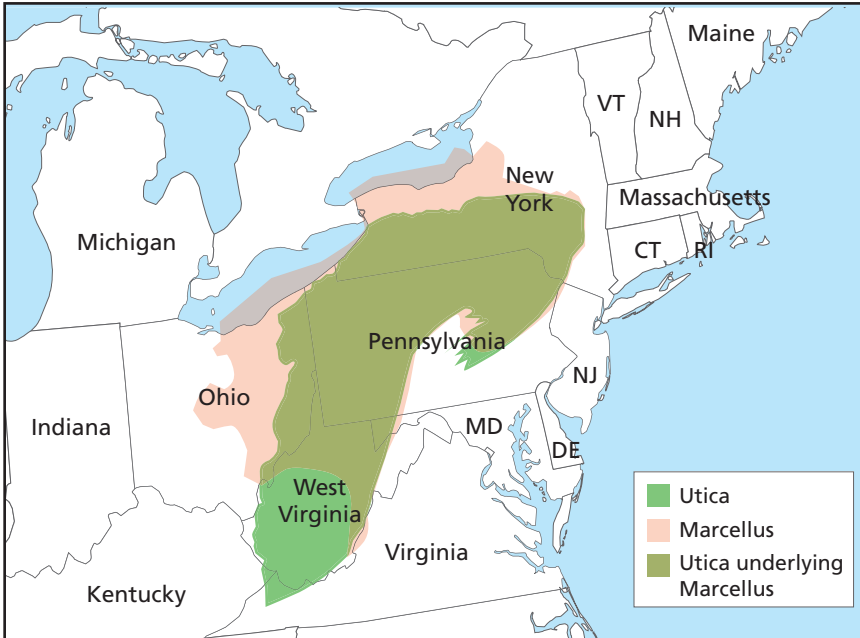 Maine
VT
NH
New
York
Massachusetts
Michigan
CT
RI
Pennsylvania
NJ
Ohio
Indiana
MD
DE
West
Virginia
Virginia
Kentucky
Utica
Marcellus
Utica underlying
Marcellus